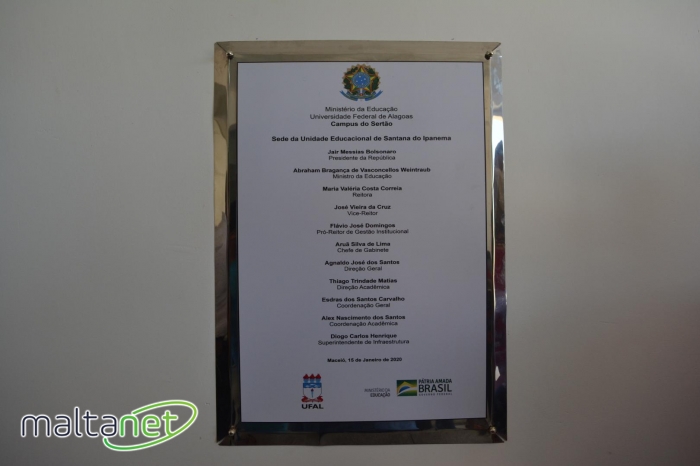 Ministério da Educação
Universidade Federal de Alagoas
Campus do Sertão
Sede da Unidade Educacional de Santana do Ipanema
Jair Messias Bolsonaro
Presidente da República
Abraham Bragança de Vasconcellos Weintraub
Ministro da Educação
Maria Valéria Costa Correia
Reitora
José Vieira da Cruz
Vice-Reitor
Flávio José Domingos
Pró-Reitor de Gestão Institucional
Aruã Silva de Lima
Chefe de Gabinete
Agnaldo José dos Santos
Direção Geral
Thiago Trindade Matias
Direção Acadêmica
Esdras dos Santos Carvalho
Coordenação Geral
Alex Nascimento dos Santos
Coordenação Acadêmica
Diogo Carlos Henrique
Superintendente de Infraestrutura
Maceió, 15 de Janeiro de 2020
UFAL
MINISTÉRIO DA
EDUCAÇÃO
PÁTRIA AMADA
BRASIL
GOVERNO FEDERAL
maltanet